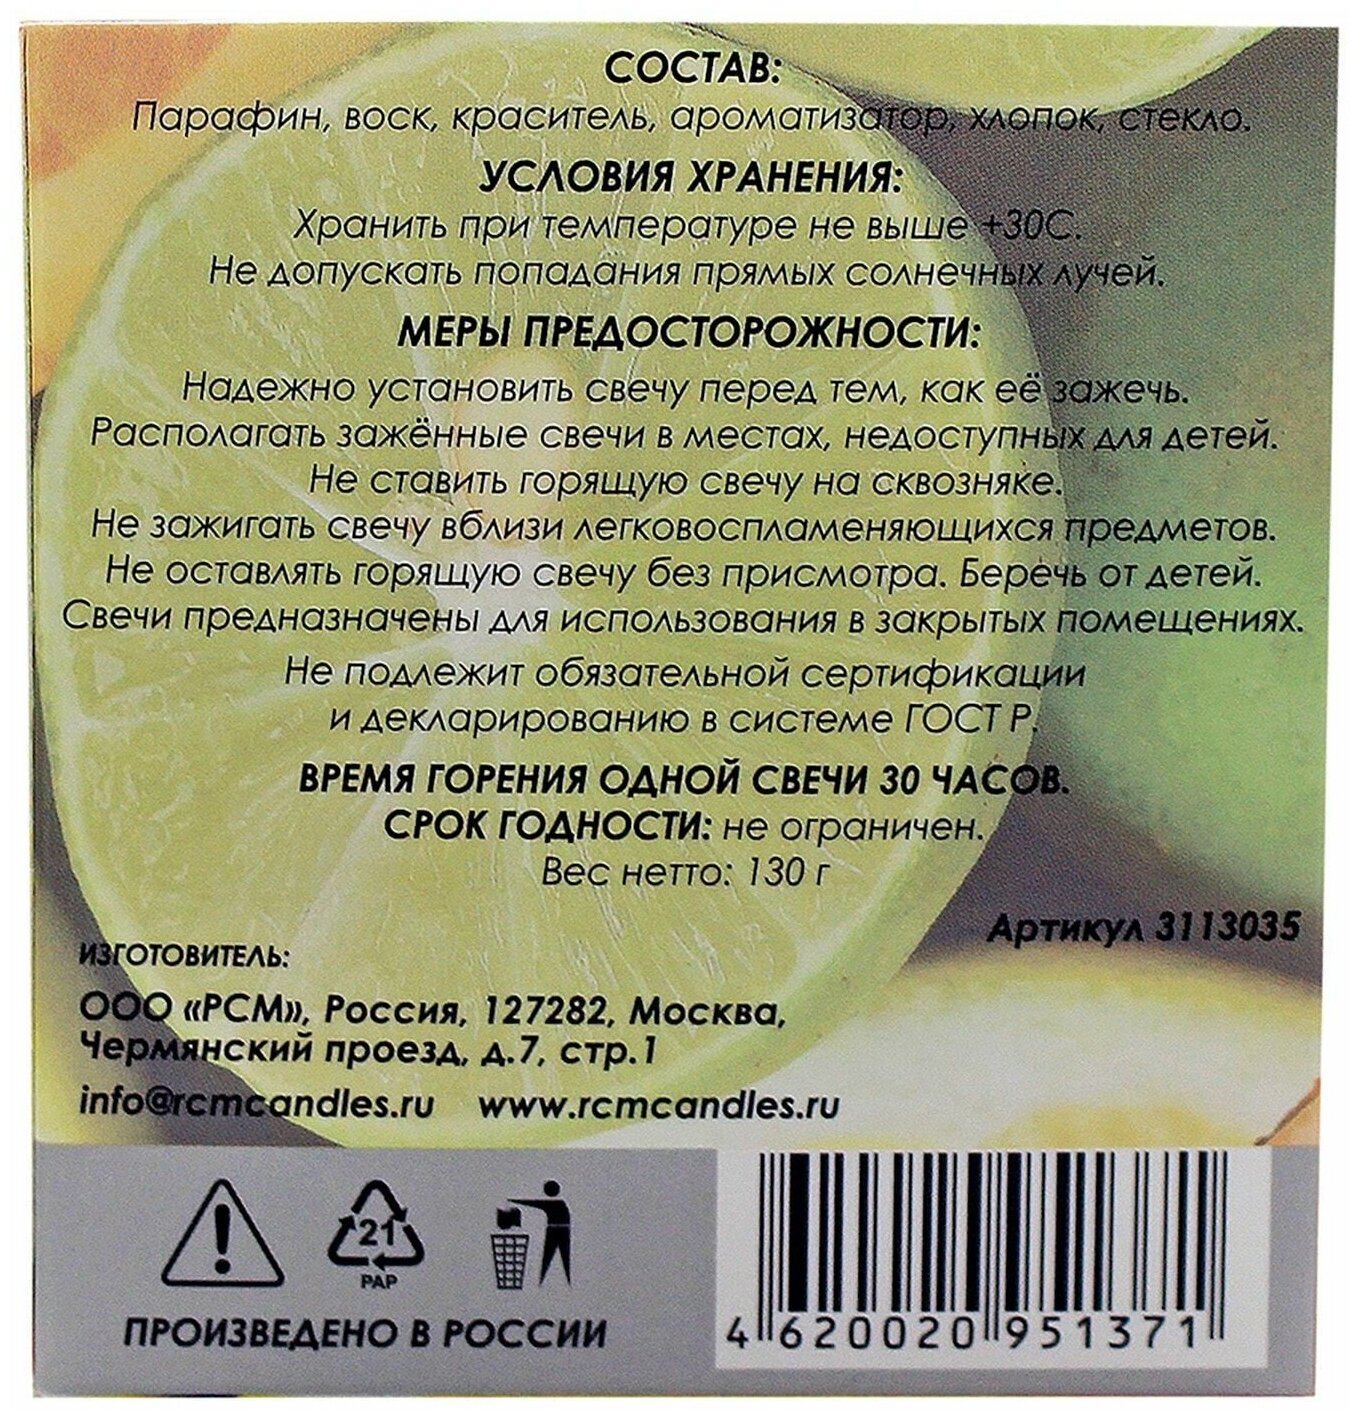 СОСТАВ:
Парафин, воск, краситель, ароматизатор, хлопок, стекло.
УСЛОВИЯ ХРАНЕНИЯ:
Хранить при температуре не выше +30С.
Не допускать попадания прямых солнечных лучей.
МЕРЫ ПРЕДОСТОРОЖНОСТИ:
Надежно установить свечу перед тем, как её зажечь.
Располагать зажённые свечи в местах, недоступных для детей.
Не ставить горящую свечу на сквозняке.
Не зажигать свечу вблизи легковоспламеняющихся предметов.
Не оставлять горящую свечу без присмотра. Беречь от детей.
Свечи предназначены для использования в закрытых помещениях.
Не подлежит обязательной сертификации
и декларированию в системе ГОСТ Р.
ВРЕМЯ ГОРЕНИЯ ОДНОЙ СВЕЧИ 30 ЧАСОВ.
СРОК ГОДНОСТИ: не ограничен.
Вес нетто: 130 г
Артикул 3113035
ИЗГОТОВИТЕЛЬ:
ООО «РСМ», Россия, 127282, Москва,
Чермянский проезд, д.7, стр.1
info@rcmcandles.ru www.rcmcandles.ru
21
PAP
ПРОИЗВЕДЕНО В РОССИИ
4 620020 951371